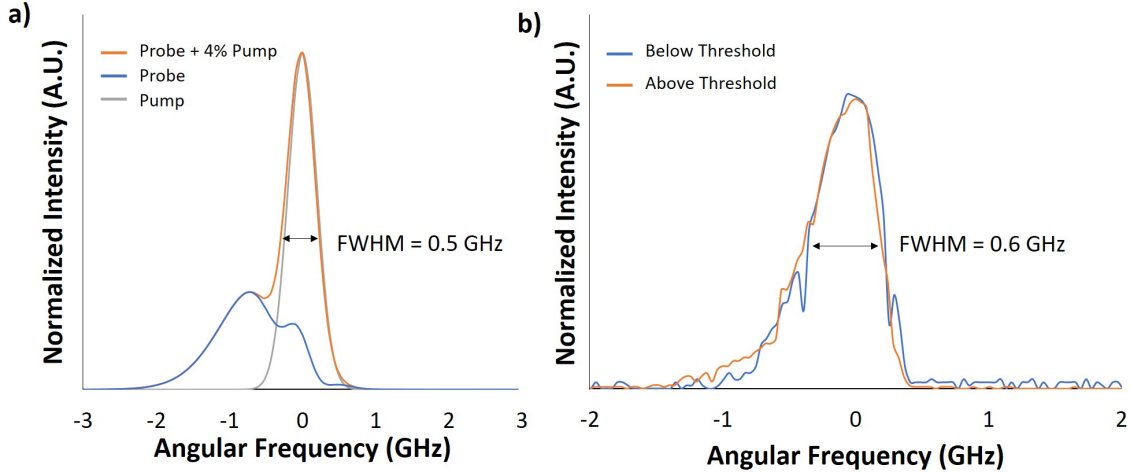 a)
Normalized Intensity (A.U.)
Probe + 4% Pump
Probe
Pump
FWHM = 0.5 GHz
-3 -2 -1 0 1 2 3
Angular Frequency (GHz)
b)
Normalized Intensity (A.U.)
Below Threshold
Above Threshold
FWHM = 0.6 GHz
-2 -1 0 1 2
Angular Frequency (GHz)